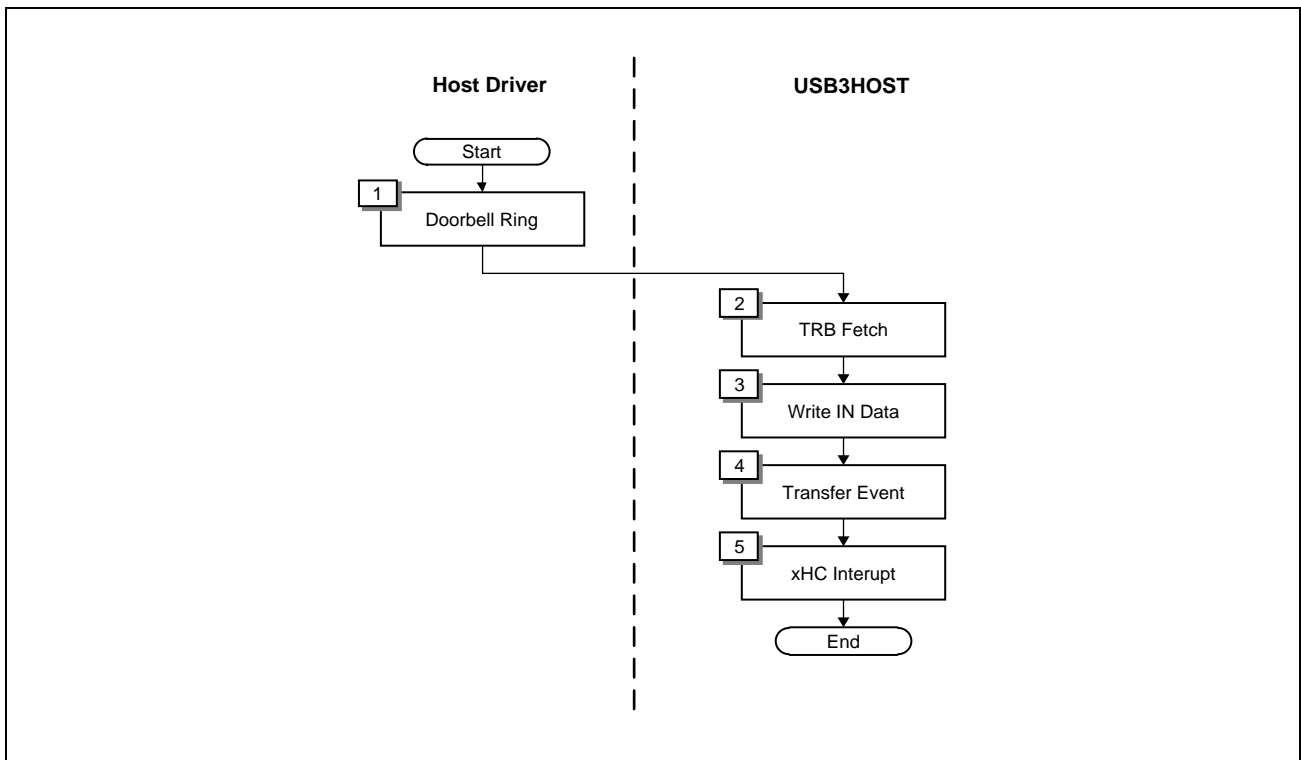 Host Driver
USB3HOST
Start
1
Doorbell Ring
2
TRB Fetch
3
Write IN Data
4
Transfer Event
5
xHC Interupt
End